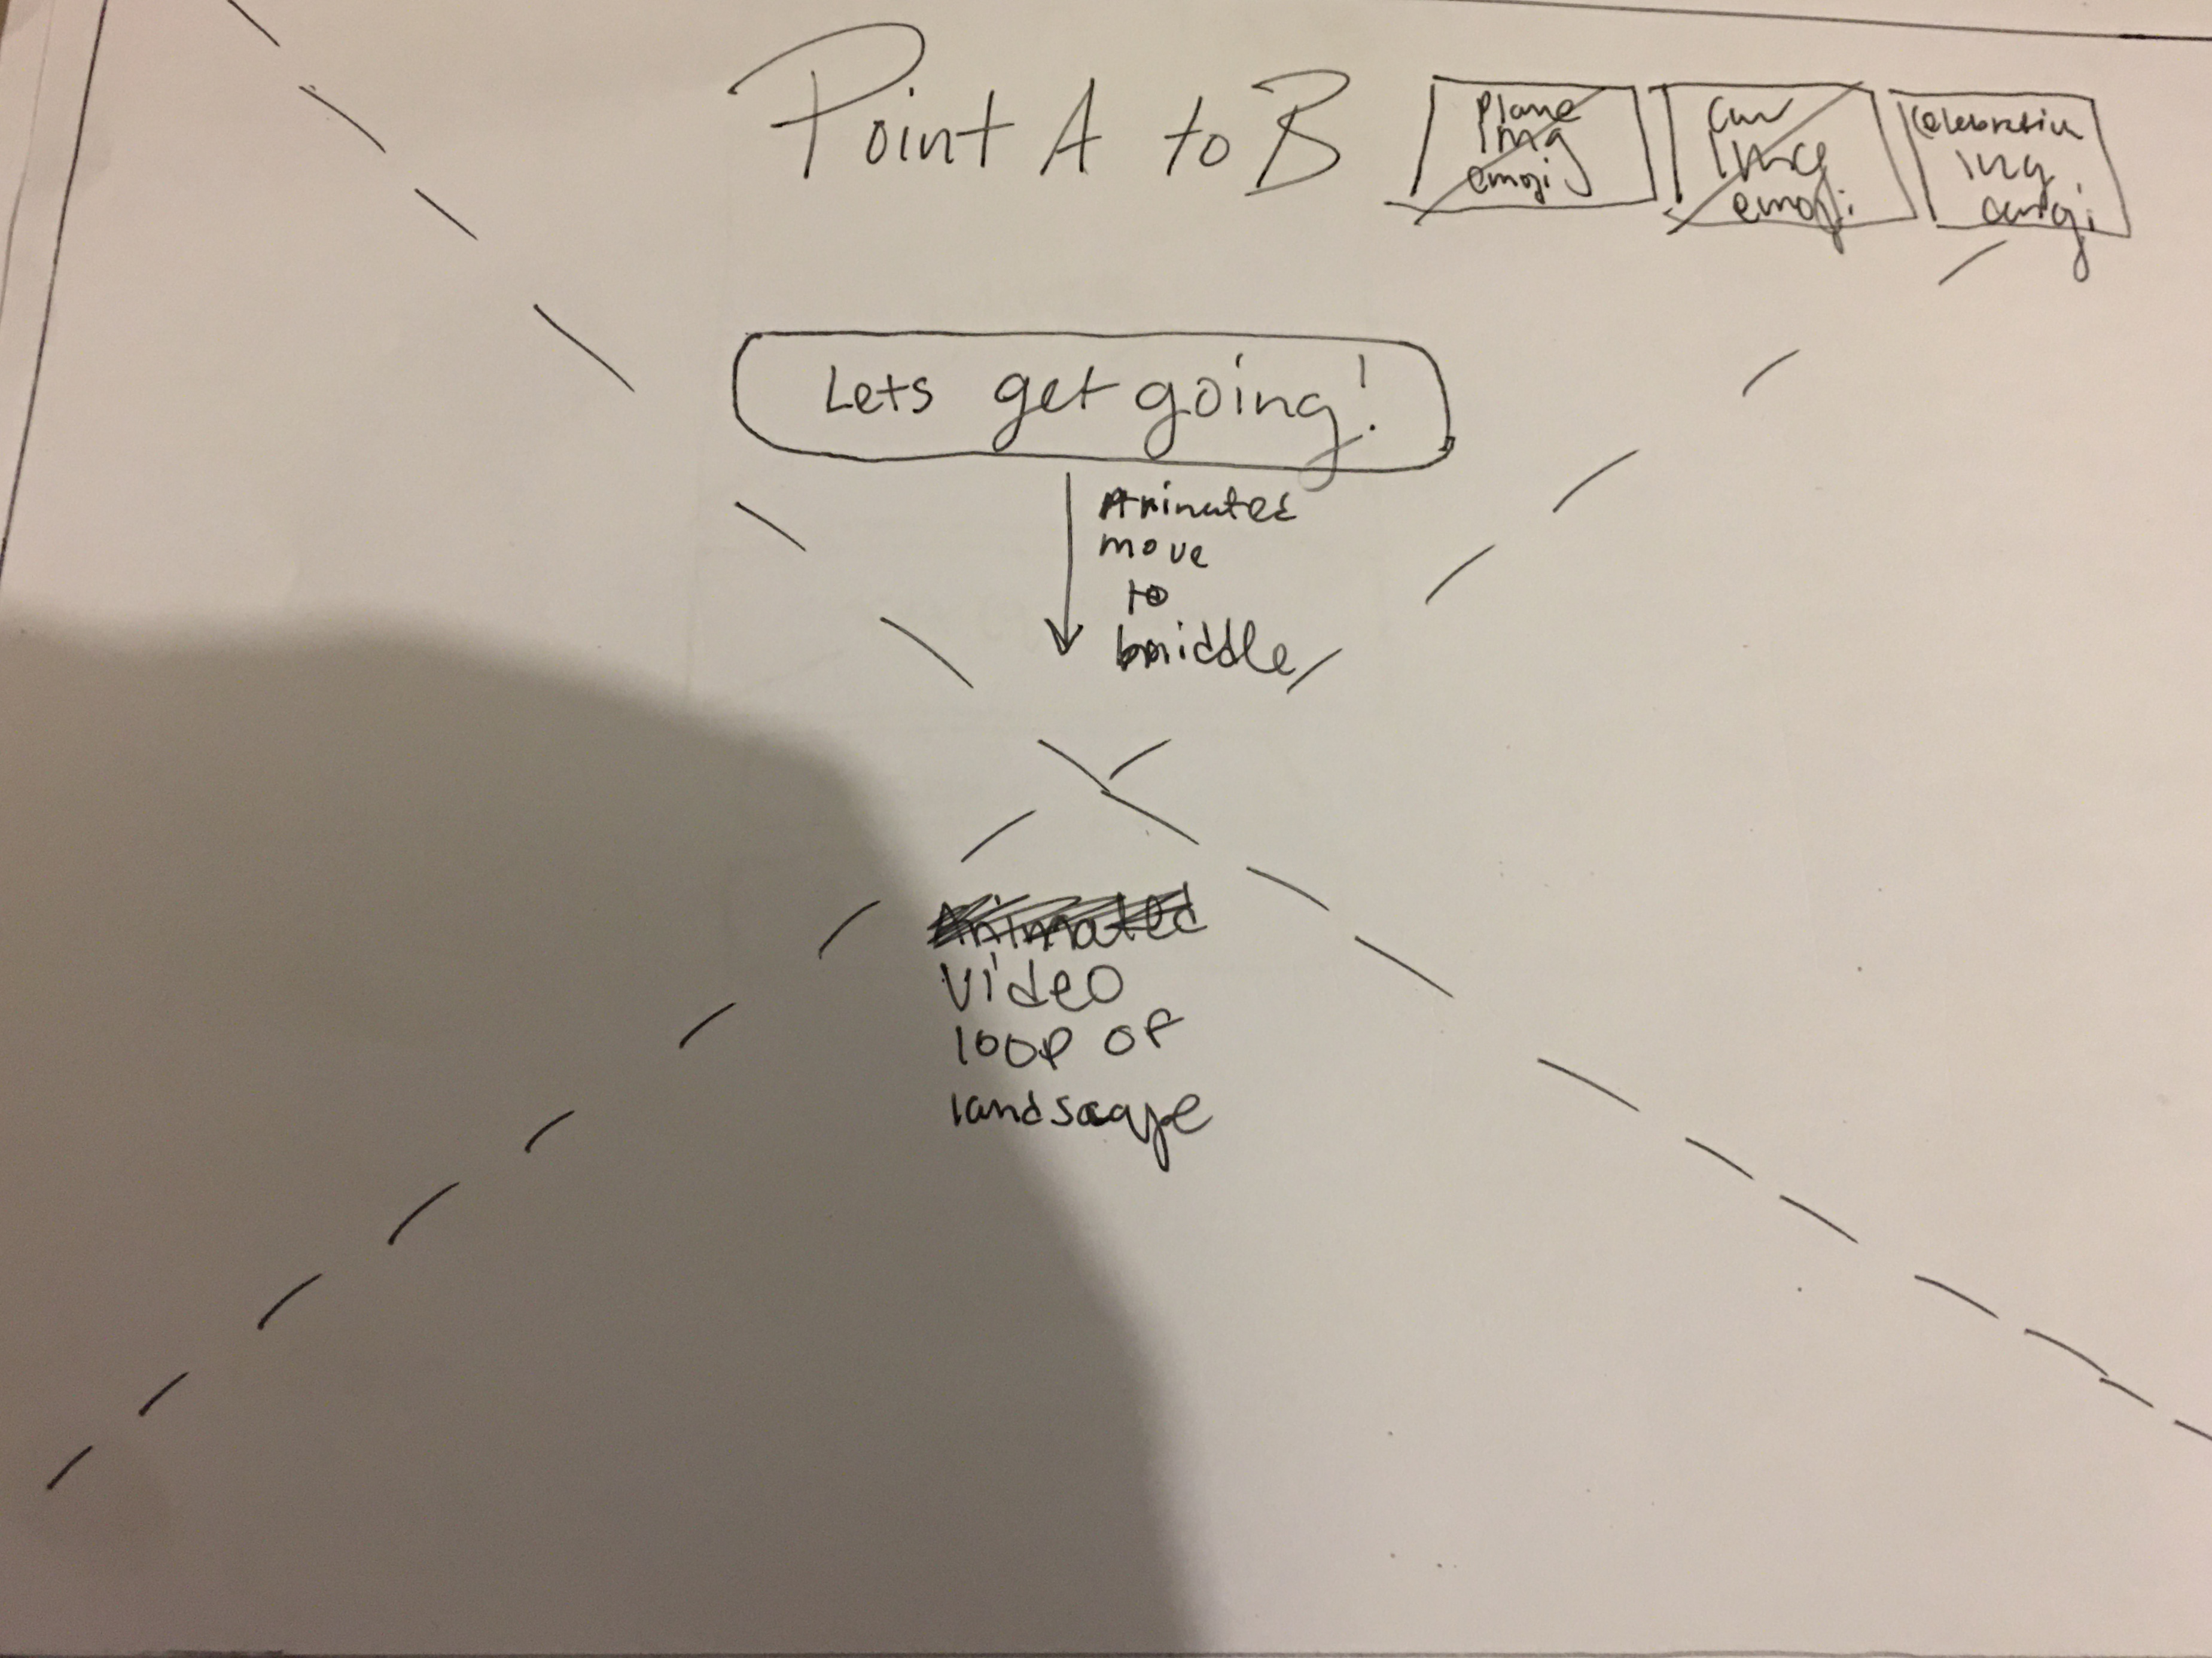 Point A to B
Plane
Img
emoji
Car
Img
emoji
Celebration
img
emoji
Lets get going!
Animated
move
to
middle
Animated
Video
loop of
landscape